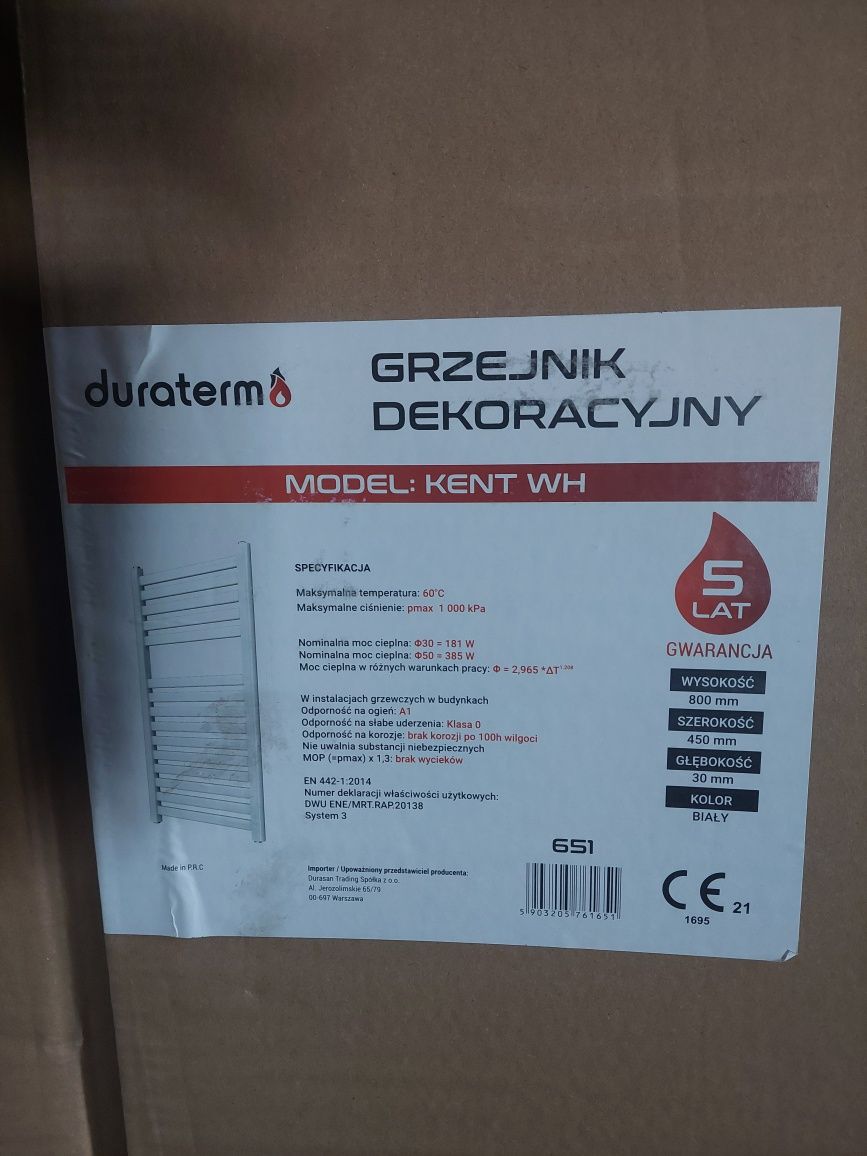 duraterm
GRZEJNIK
DEKORACYJNY
MODEL: KENT WH
SPECYFIKACJA
Maksymalna temperatura: 60°C
Maksymalne ciśnienie: pmax 1 000 kPa
Nominalna moc cieplna: Φ30 = 181 W
Nominalna moc cieplna: Φ50 = 385 W
Moc cieplna w różnych warunkach pracy: Φ = 2,965 *ΔT¹·²⁰⁸
W instalacjach grzewczych w budynkach
Odporność na ogień: A1
Odporność na słabe uderzenia: Klasa 0
Odporność na korozje: brak korozji po 100h wilgoci
Nie uwalnia substancji niebezpiecznych
MOP (=pmax) x 1,3: brak wycieków
EN 442-1:2014
Numer deklaracji właściwości użytkowych:
DWU ENE/MRT.RAP.20138
System 3
5
LAT
GWARANCJA
WYSOKOŚĆ
800 mm
SZEROKOŚĆ
450 mm
GŁĘBOKOŚĆ
30 mm
KOLOR
BIAŁY
Made in P.R.C
Importer / Upoważniony przedstawiciel producenta:
Durasan Trading Spółka z o.o.
Al. Jerozolimskie 65/79
00-697 Warszawa
651
5 903205 761651
CE 21
1695